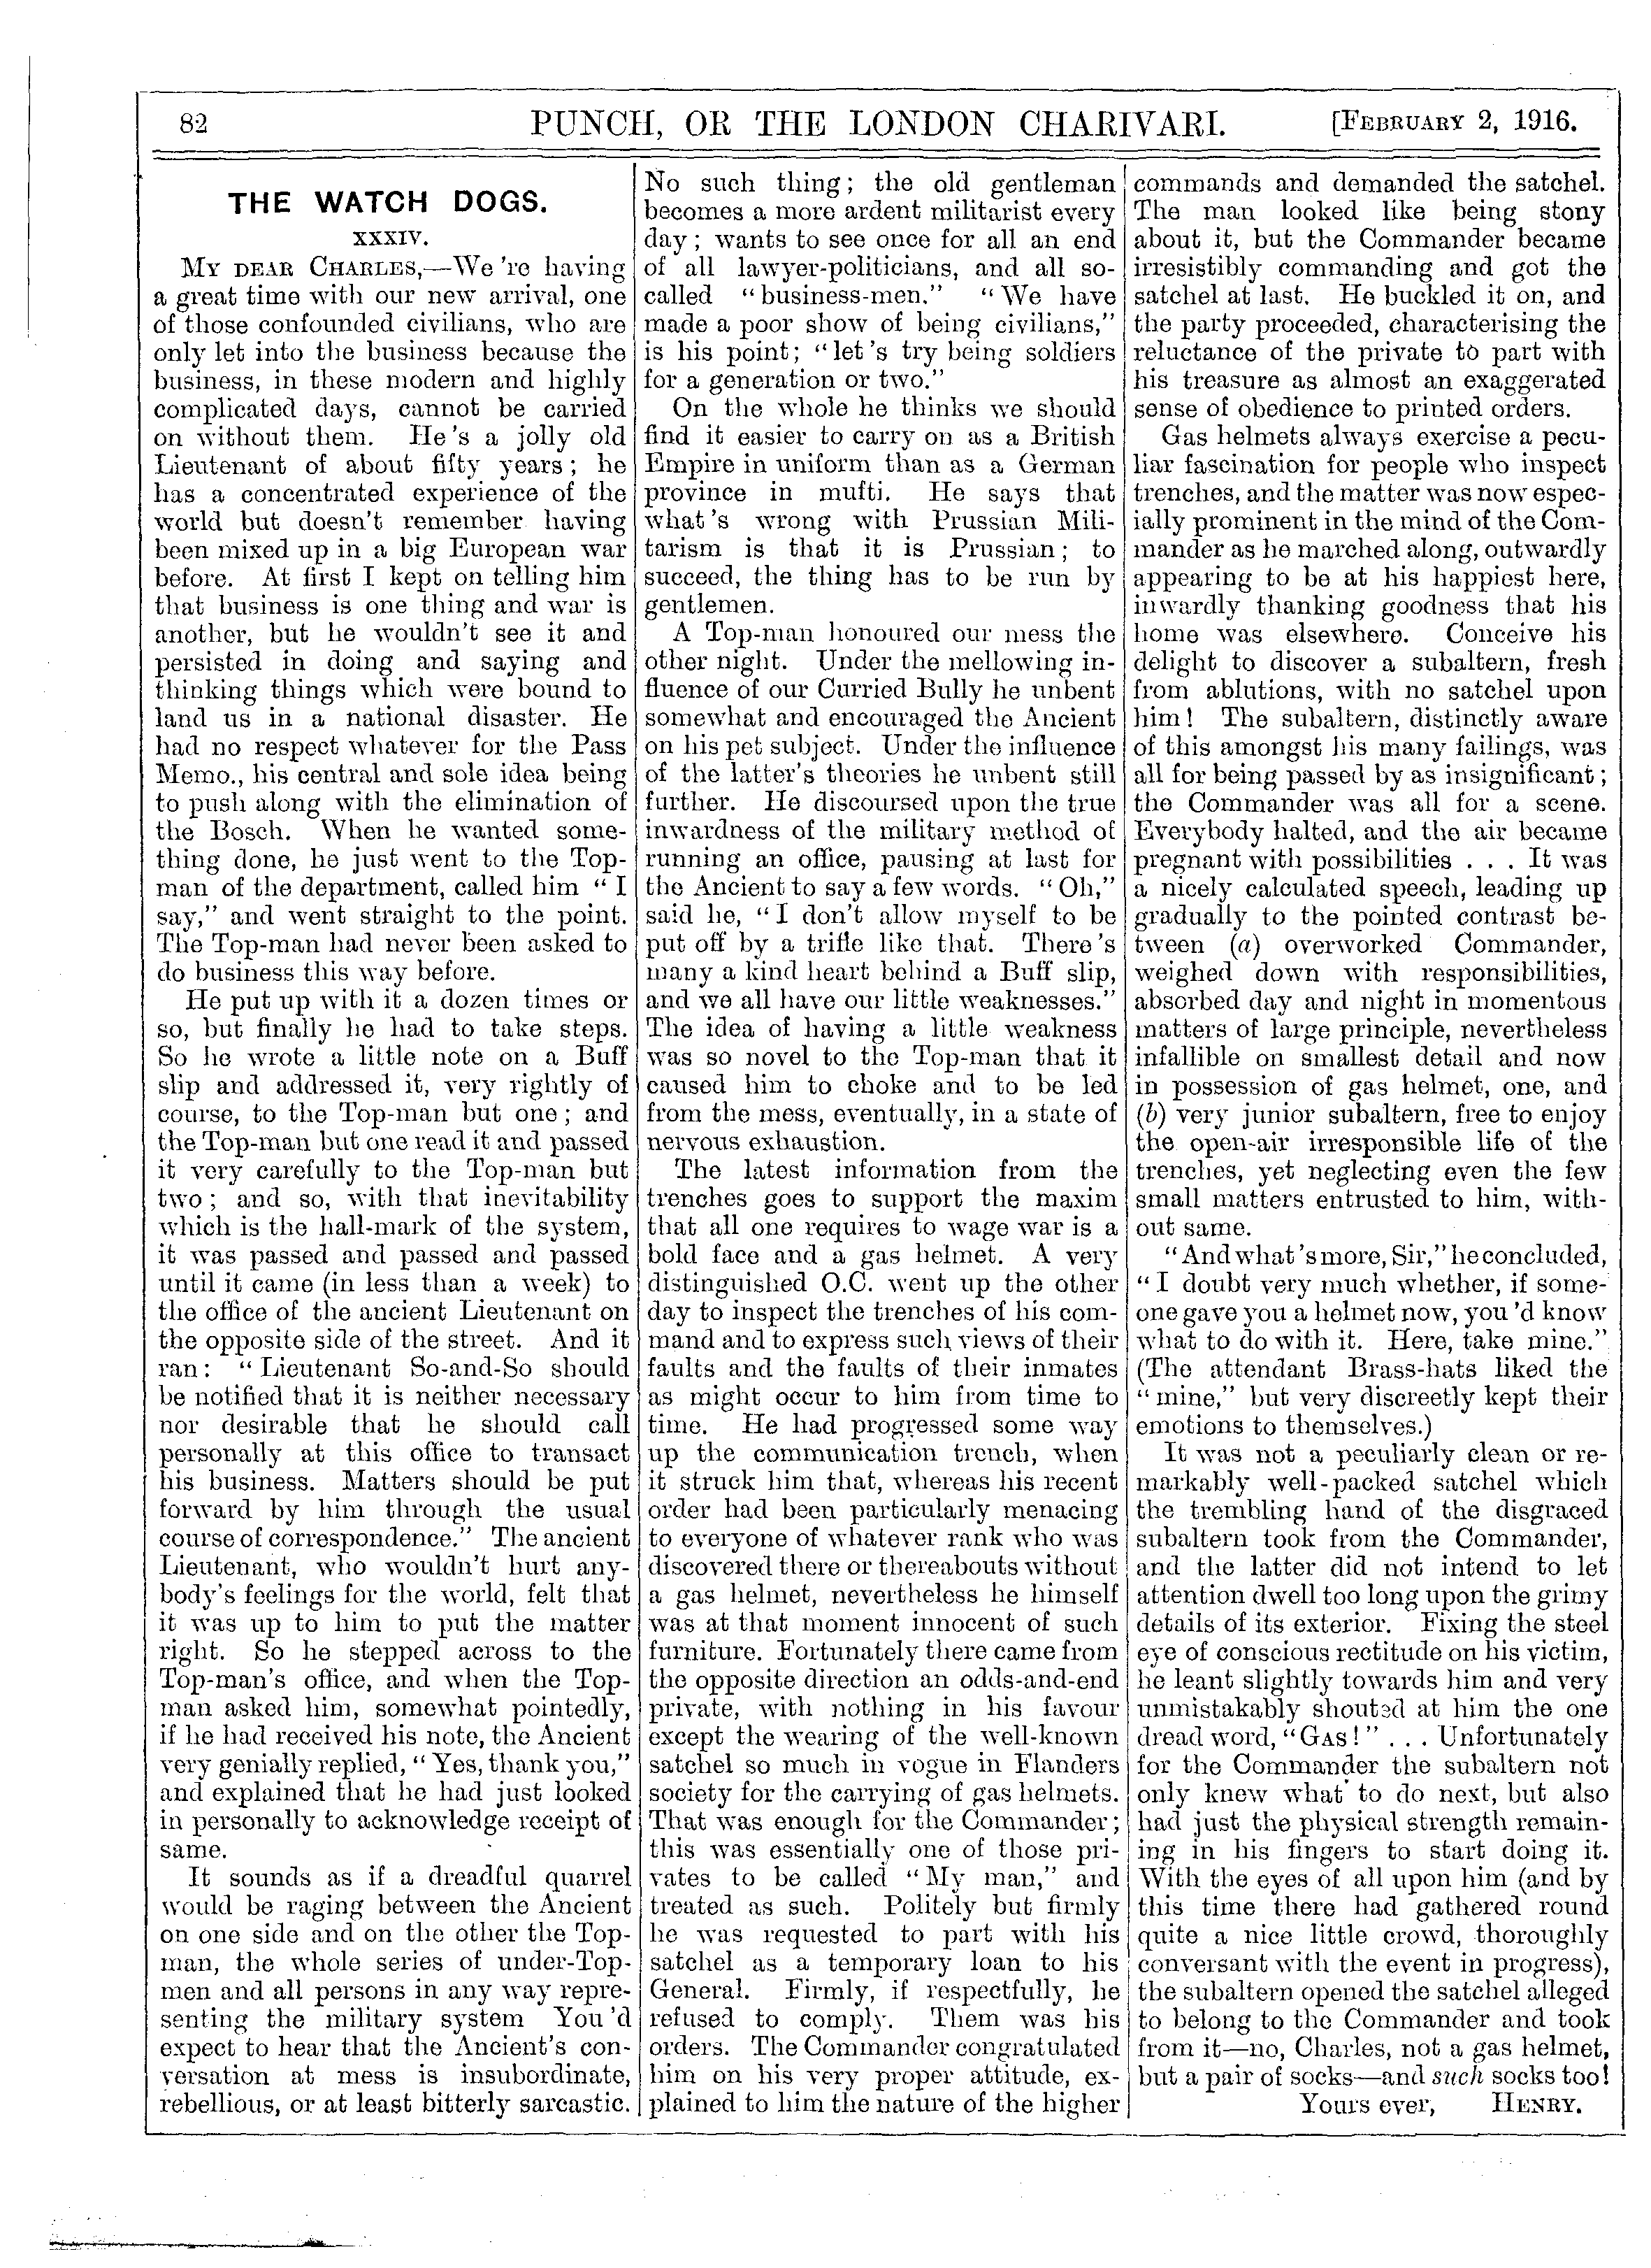 82
PUNCH, OR THE LONDON CHARIVARI.
[FEBRUARY 2, 1916.
THE WATCH DOGS.
XXXIV.
MY DEAR CHARLES,—We 're having
a great time with our new arrival, one
of those confounded civilians, who are
only let into the business because the
business, in these modern and highly
complicated days, cannot be carried
on without them. He's a jolly old
Lieutenant of about fifty years; he
has a concentrated experience of the
world but doesn't remember having
been mixed up in a big European war
before. At first I kept on telling him
that business is one thing and war is
another, but he wouldn't see it and
persisted in doing and saying and
thinking things which were bound to
land us in a national disaster. He
had no respect whatever for the Pass
Memo., his central and sole idea being
to push along with the elimination of
the Bosch. When he wanted some-
thing done, he just went to the Top-
man of the department, called him "I
say," and went straight to the point.
The Top-man had never been asked to
do business this way before.
He put up with it a dozen times or
so, but finally he had to take steps.
So he wrote a little note on a Buff
slip and addressed it, very rightly of
course, to the Top-man but one; and
the Top-man but one read it and passed
it very carefully to the Top-man but
two; and so, with that inevitability
which is the hall-mark of the system,
it was passed and passed and passed
until it came (in less than a week) to
the office of the ancient Lieutenant on
the opposite side of the street. And it
ran: "Lieutenant So-and-So should
be notified that it is neither necessary
nor desirable that he should call
personally at this office to transact
his business. Matters should be put
forward by him through the usual
course of correspondence." The ancient
Lieutenant, who wouldn't hurt any-
body's feelings for the world, felt that
it was up to him to put the matter
right. So he stepped across to the
Top-man's office, and when the Top-
man asked him, somewhat pointedly,
if he had received his note, the Ancient
very genially replied, "Yes, thank you,"
and explained that he had just looked
in personally to acknowledge receipt of
same.
It sounds as if a dreadful quarrel
would be raging between the Ancient
on one side and on the other the Top-
man, the whole series of under-Top-
men and all persons in any way repre-
senting the military system You 'd
expect to hear that the Ancient's con-
versation at mess is insubordinate,
rebellious, or at least bitterly sarcastic.
No such thing; the old gentleman
becomes a more ardent militarist every
day; wants to see once for all an end
of all lawyer-politicians, and all so-
called "business-men." "We have
made a poor show of being civilians,"
is his point; "let 's try being soldiers
for a generation or two."
On the whole he thinks we should
find it easier to carry on as a British
Empire in uniform than as a German
province in mufti. He says that
what 's wrong with Prussian Mili-
tarism is that it is Prussian; to
succeed, the thing has to be run by
gentlemen.
A Top-man honoured our mess the
other night. Under the mellowing in-
fluence of our Curried Bully he unbent
somewhat and encouraged the Ancient
on his pet subject. Under the influence
of the latter's theories he unbent still
further. He discoursed upon the true
inwardness of the military method of
running an office, pausing at last for
the Ancient to say a few words. "Oh,"
said he, "I don't allow myself to be
put off by a trifle like that. There 's
many a kind heart behind a Buff slip,
and we all have our little weaknesses."
The idea of having a little weakness
was so novel to the Top-man that it
caused him to choke and to be led
from the mess, eventually, in a state of
nervous exhaustion.
The latest information from the
trenches goes to support the maxim
that all one requires to wage war is a
bold face and a gas helmet. A very
distinguished O.C. went up the other
day to inspect the trenches of his com-
mand and to express such views of their
faults and the faults of their inmates
as might occur to him from time to
time. He had progressed some way
up the communication trench, when
it struck him that, whereas his recent
order had been particularly menacing
to everyone of whatever rank who was
discovered there or thereabouts without
a gas helmet, nevertheless he himself
was at that moment innocent of such
furniture. Fortunately there came from
the opposite direction an odds-and-end
private, with nothing in his favour
except the wearing of the well-known
satchel so much in vogue in Flanders
society for the carrying of gas helmets.
That was enough for the Commander;
this was essentially one of those pri-
vates to be called "My man," and
treated as such. Politely but firmly
he was requested to part with his
satchel as a temporary loan to his
General. Firmly, if respectfully, he
refused to comply. Them was his
orders. The Commander congratulated
him on his very proper attitude, ex-
plained to him the nature of the higher
commands and demanded the satchel.
The man looked like being stony
about it, but the Commander became
irresistibly commanding and got the
satchel at last. He buckled it on, and
the party proceeded, characterising the
reluctance of the private to part with
his treasure as almost an exaggerated
sense of obedience to printed orders.
Gas helmets always exercise a pecu-
liar fascination for people who inspect
trenches, and the matter was now espec-
ially prominent in the mind of the Com-
mander as he marched along, outwardly
appearing to be at his happiest here,
inwardly thanking goodness that his
home was elsewhere. Conceive his
delight to discover a subaltern, fresh
from ablutions, with no satchel upon
him! The subaltern, distinctly aware
of this amongst his many failings, was
all for being passed by as insignificant;
the Commander was all for a scene.
Everybody halted, and the air became
pregnant with possibilities . . . It was
a nicely calculated speech, leading up
gradually to the pointed contrast be-
tween (a) overworked Commander,
weighed down with responsibilities,
absorbed day and night in momentous
matters of large principle, nevertheless
infallible on smallest detail and now
in possession of gas helmet, one, and
(b) very junior subaltern, free to enjoy
the open-air irresponsible life of the
trenches, yet neglecting even the few
small matters entrusted to him, with-
out same.
"And what 's more, Sir," he concluded,
"I doubt very much whether, if some-
one gave you a helmet now, you 'd know
what to do with it. Here, take mine."
(The attendant Brass-hats liked the
"mine," but very discreetly kept their
emotions to themselves.)
It was not a peculiarly clean or re-
markably well-packed satchel which
the trembling hand of the disgraced
subaltern took from the Commander,
and the latter did not intend to let
attention dwell too long upon the grimy
details of its exterior. Fixing the steel
eye of conscious rectitude on his victim,
he leant slightly towards him and very
unmistakably shouted at him the one
dread word, "GAS!" . . . Unfortunately
for the Commander the subaltern not
only knew what to do next, but also
had just the physical strength remain-
ing in his fingers to start doing it.
With the eyes of all upon him (and by
this time there had gathered round
quite a nice little crowd, thoroughly
conversant with the event in progress),
the subaltern opened the satchel alleged
to belong to the Commander and took
from it—no, Charles, not a gas helmet,
but a pair of socks—and such socks too!
Yours ever, HENRY.